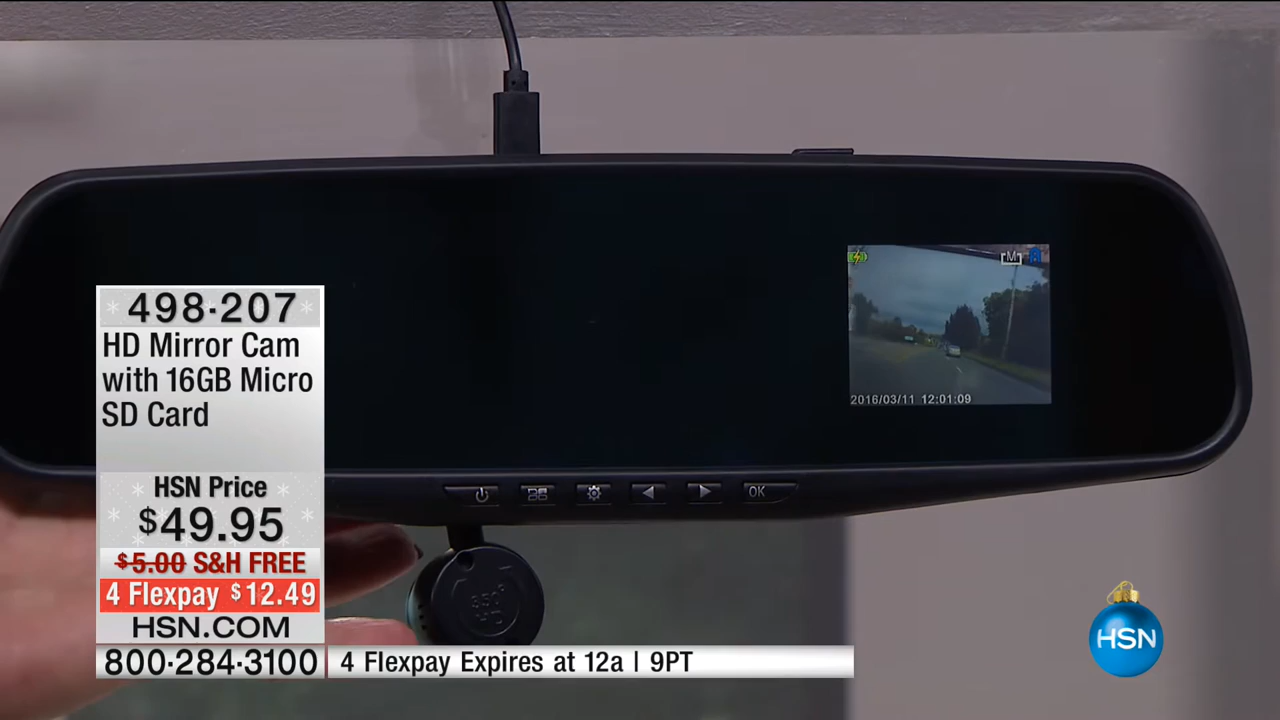 498·207
HD Mirror Cam
with 16GB Micro
SD Card
HSN Price
$49.95
$5.00 S&H FREE
4 Flexpay $12.49
HSN.COM
800·284·3100
4 Flexpay Expires at 12a | 9PT
M
2016/03/11 12:01:09
OK
HSN